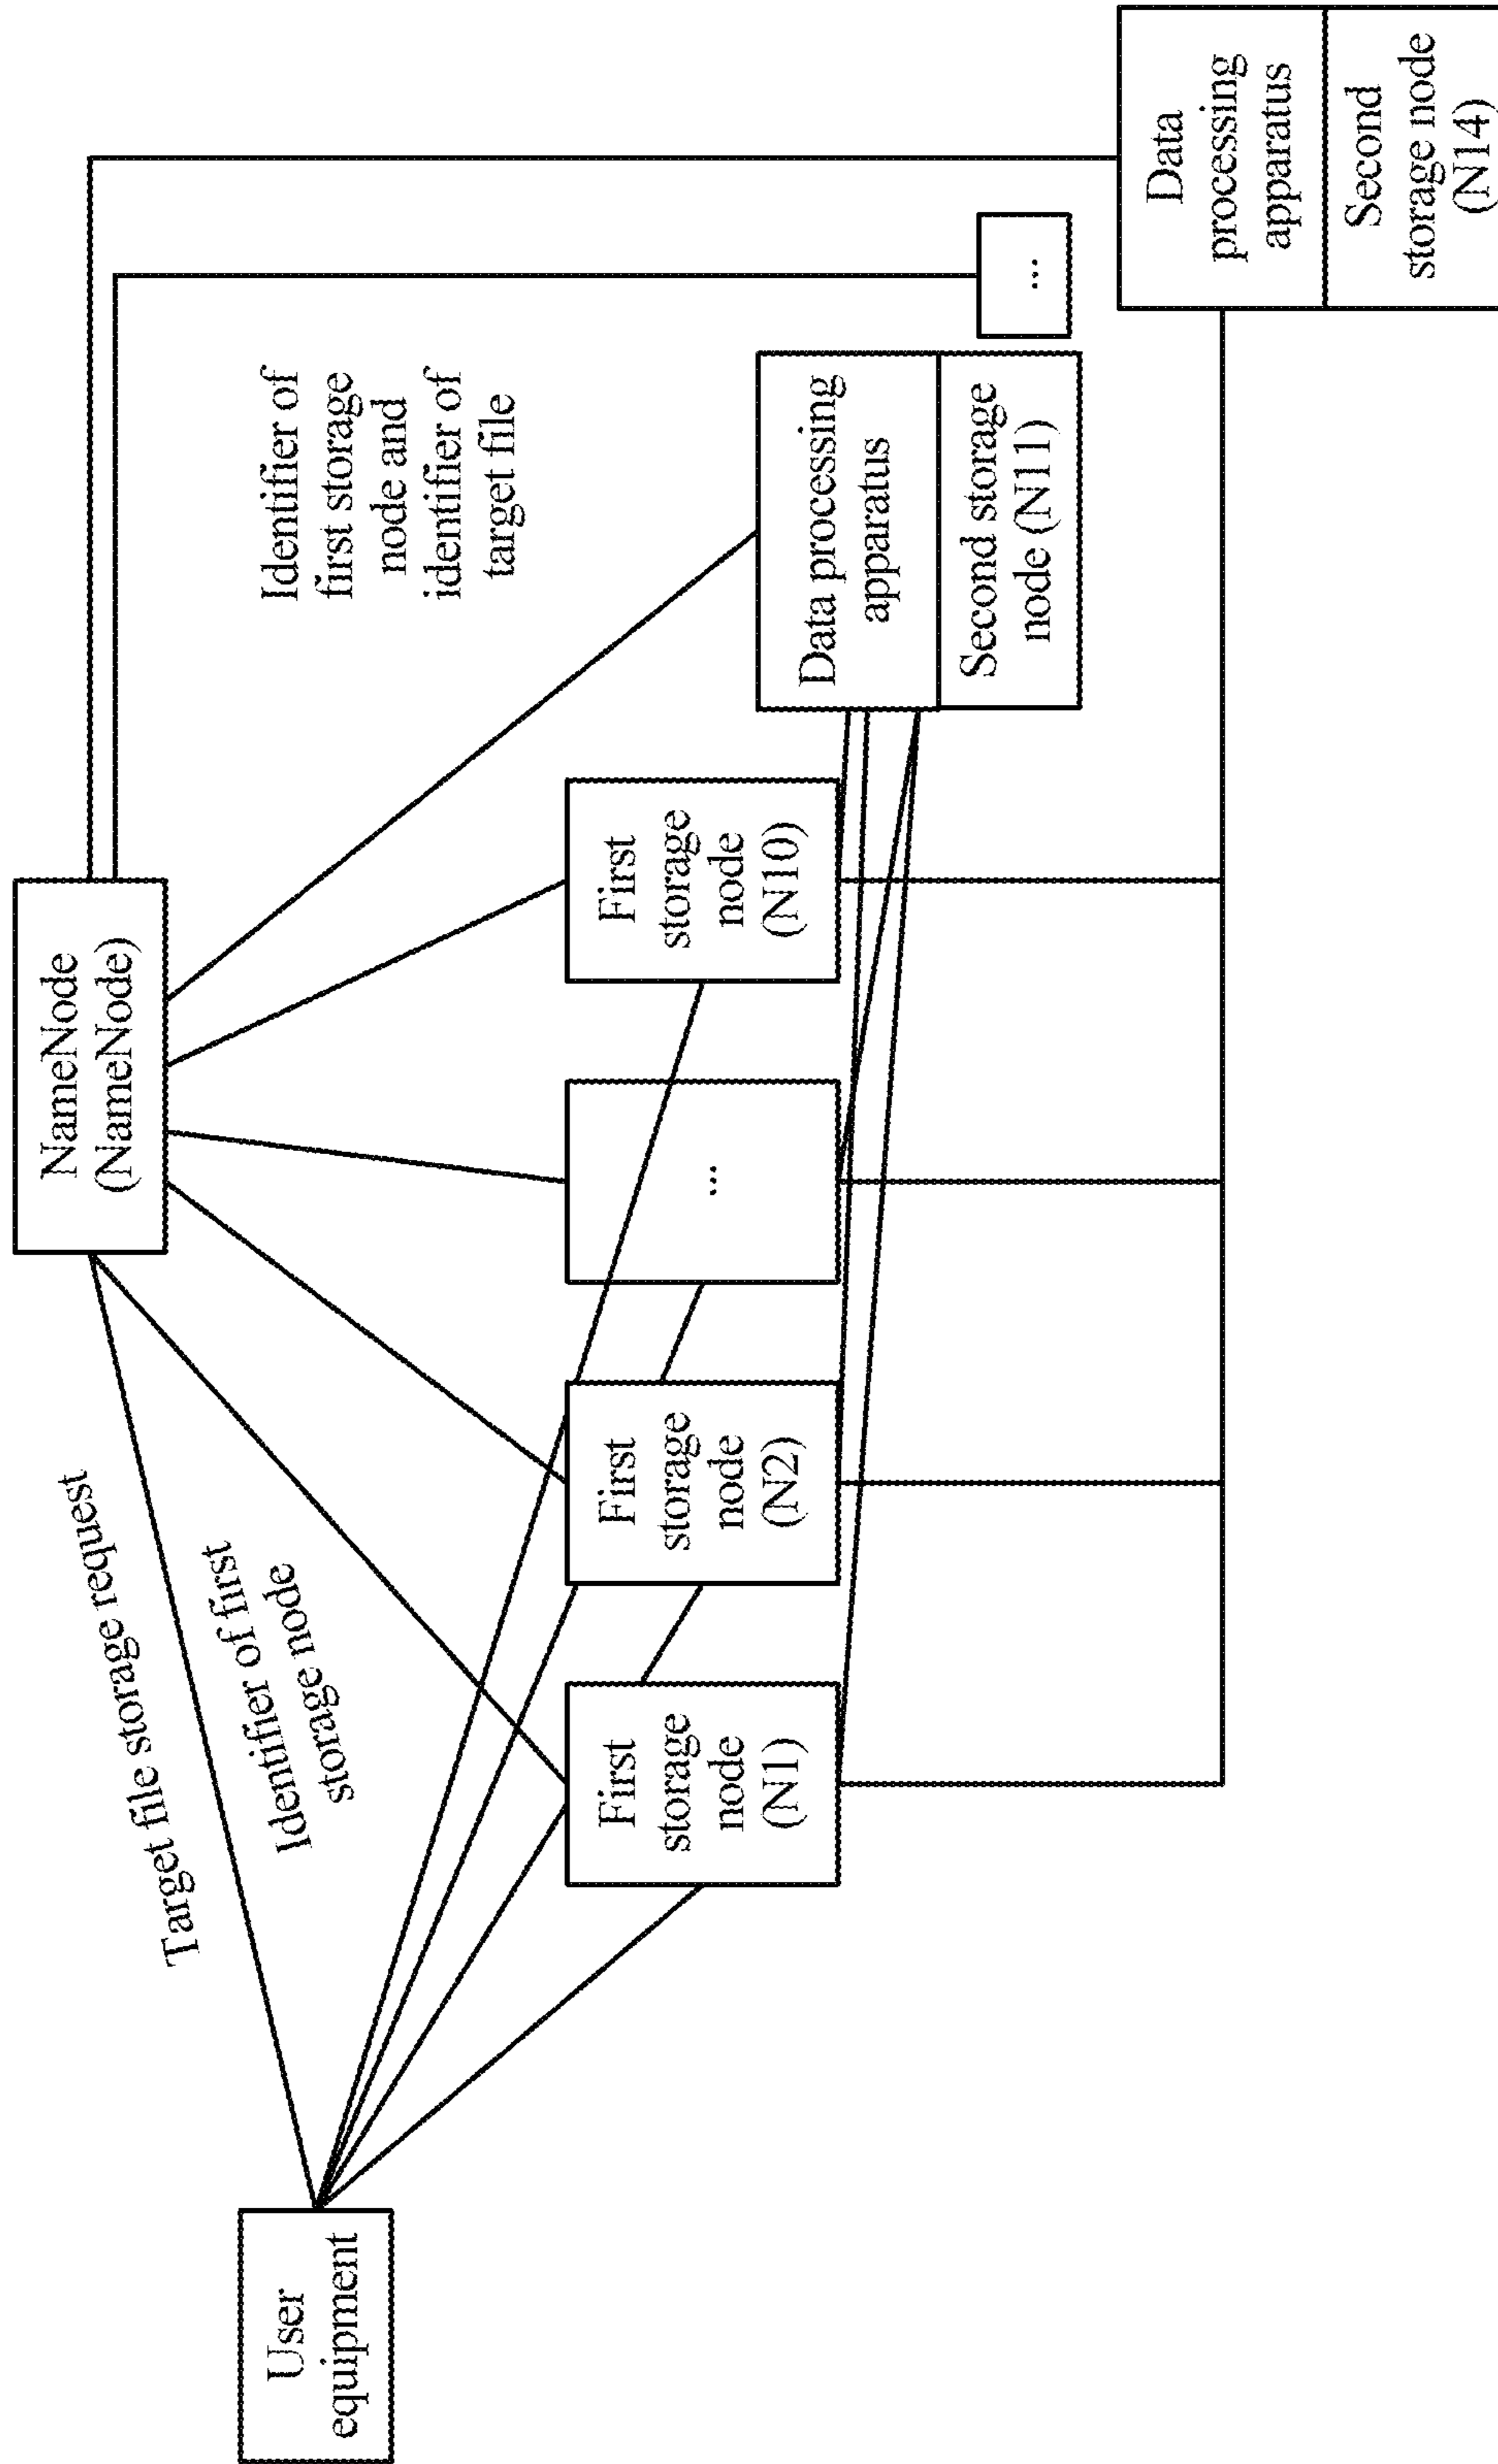 NameNode
(NameNode)
Target file storage request
Identifier of first
storage node
Identifier of
first storage
node and
identifier of
target file
User
equipment
First
storage
node
(N1)
First
storage
node
(N2)
...
First
storage
node
(N10)
Data processing
apparatus
Second storage
node (N11)
...
Data
processing
apparatus
Second
storage node
(N14)